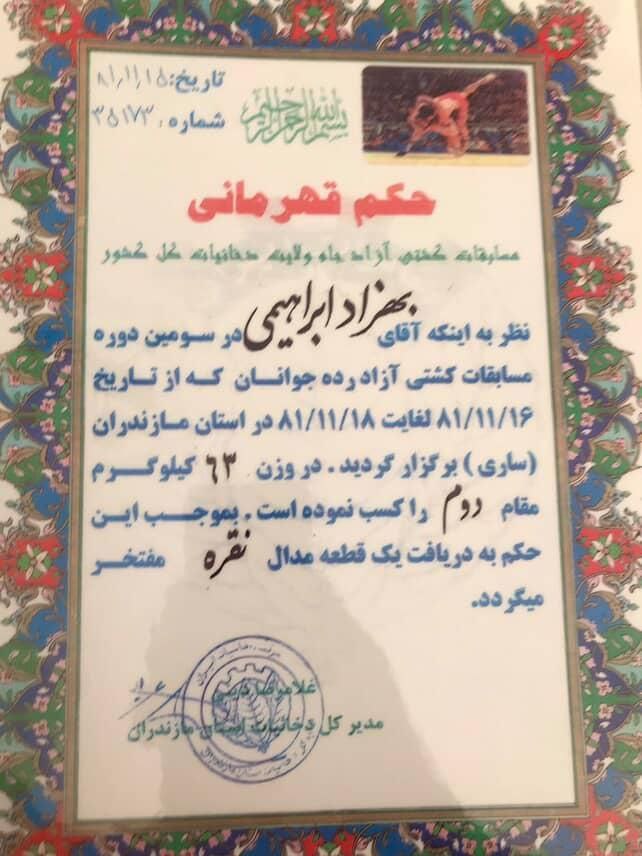 تاریخ: ۸۱/۱۱/۱۵
بسم الله الرحمن الرحیم
شماره: ۳۵۱۷۳
حکم قهرمانی
مسابقات کشتی آزاد جام ولایت دخانیات کل کشور
نظر به اینکه آقای بهزاد ابراهیمی در سومین دوره
مسابقات کشتی آزاد رده جوانان که از تاریخ
۸۱/۱۱/۱۶ لغایت ۸۱/۱۱/۱۸ در استان مازندران
(ساری) برگزار گردید. در وزن ۶۳ کیلوگرم
مقام دوم را کسب نموده است. بموجب این
حکم به دریافت یک قطعه مدال نقره مفتخر
میگردد.
غلامرضا
مدیر کل دخانیات استان مازندران